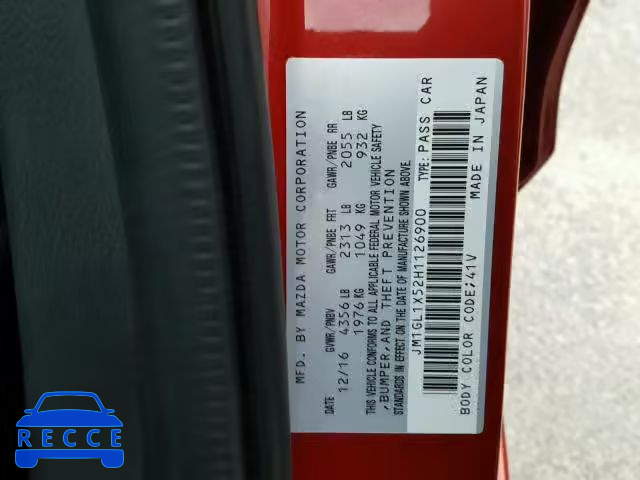 MFD. BY MAZDA MOTOR CORPORATION
DATE GVWR/PNBV GAWR/PNBE FRT GAWR/PNBE RR
12/16 4356 LB 2313 LB 2055 LB
1976 KG 1049 KG 932 KG
THIS VEHICLE CONFORMS TO ALL APPLICABLE FEDERAL MOTOR VEHICLE SAFETY
,BUMPER,AND THEFT PREVENTION
STANDARDS IN EFFECT ON THE DATE OF MANUFACTURE SHOWN ABOVE.
JM1GL1X52H1126900 TYPE:PASS CAR
BODY COLOR CODE;41V MADE IN JAPAN
RECCE